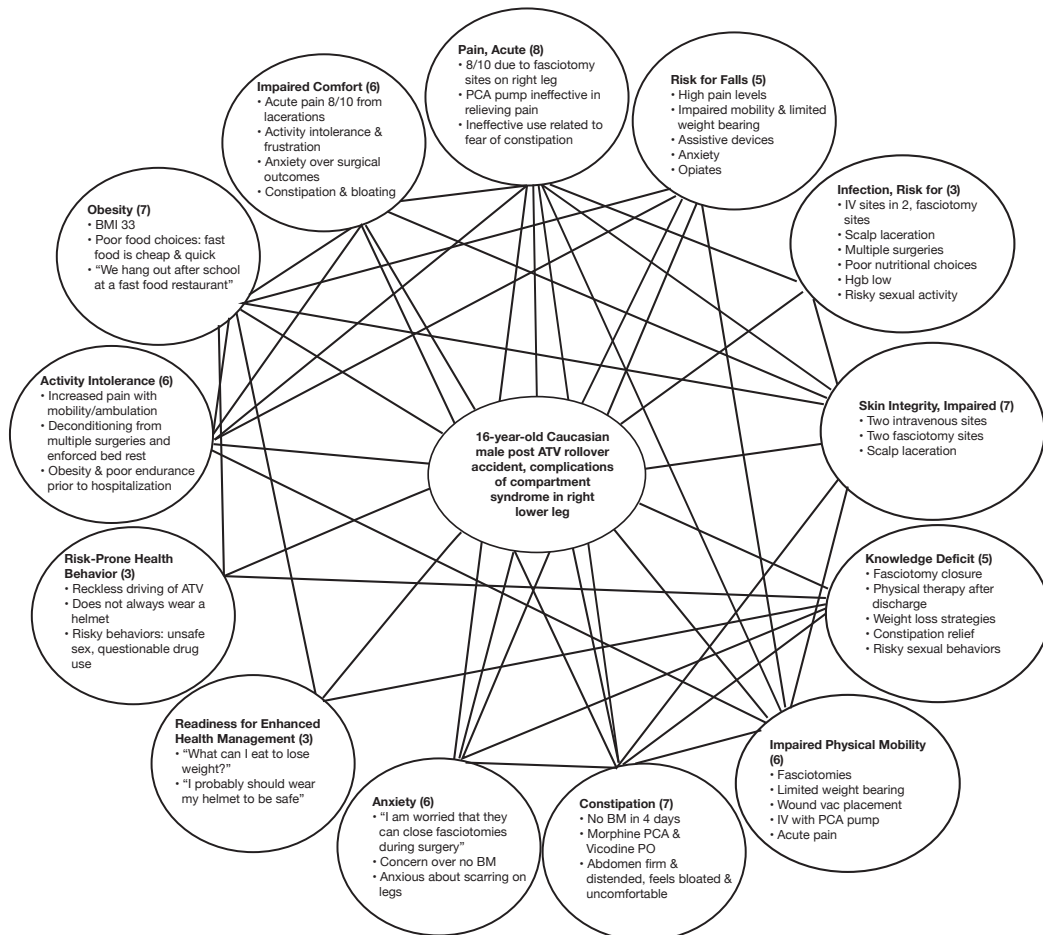 Pain, Acute (8)
• 8/10 due to fasciotomy
sites on right leg
• PCA pump ineffective in
relieving pain
• Ineffective use related to
fear of constipation
Risk for Falls (5)
• High pain levels
• Impaired mobility & limited
weight bearing
• Assistive devices
• Anxiety
• Opiates
Infection, Risk for (3)
• IV sites in 2, fasciotomy
sites
• Scalp laceration
• Multiple surgeries
• Poor nutritional choices
• Hgb low
• Risky sexual activity
Skin Integrity, Impaired (7)
• Two intravenous sites
• Two fasciotomy sites
• Scalp laceration
Knowledge Deficit (5)
• Fasciotomy closure
• Physical therapy after
discharge
• Weight loss strategies
• Constipation relief
• Risky sexual behaviors
Impaired Physical Mobility
(6)
• Fasciotomies
• Limited weight bearing
• Wound vac placement
• IV with PCA pump
• Acute pain
Constipation (7)
• No BM in 4 days
• Morphine PCA &
Vicodine PO
• Abdomen firm &
distended, feels bloated &
uncomfortable
Anxiety (6)
• “I am worried that they
can close fasciotomies
during surgery”
• Concern over no BM
• Anxious about scarring on
legs
Readiness for Enhanced
Health Management (3)
• “What can I eat to lose
weight?”
• “I probably should wear
my helmet to be safe”
Risk-Prone Health
Behavior (3)
• Reckless driving of ATV
• Does not always wear a
helmet
• Risky behaviors: unsafe
sex, questionable drug
use
Activity Intolerance (6)
• Increased pain with
mobility/ambulation
• Deconditioning from
multiple surgeries and
enforced bed rest
• Obesity & poor endurance
prior to hospitalization
Obesity (7)
• BMI 33
• Poor food choices: fast
food is cheap & quick
• “We hang out after school
at a fast food restaurant”
Impaired Comfort (6)
• Acute pain 8/10 from
lacerations
• Activity intolerance &
frustration
• Anxiety over surgical
outcomes
• Constipation & bloating
16-year-old Caucasian
male post ATV rollover
accident, complications
of compartment
syndrome in right
lower leg